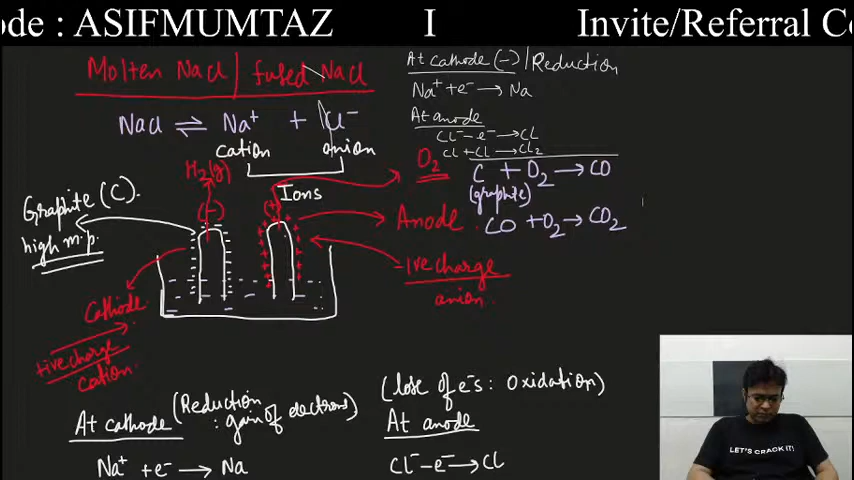 ode : ASIFMUMTAZ I Invite/Referral Co
Molten NaCl / fused NaCl
NaCl ⇌ Na+ + Cl-
cation anion
Ions
H2(g)
(-) (+)
O2
Graphite (C).
high m.p.
Cathode
+ive charge
cation
Anode
-ive charge
anion
At cathode (-) / Reduction
Na+ + e- → Na
At anode
Cl- - e- → Cl
Cl + Cl → Cl2
C + O2 → CO
(graphite)
CO + O2 → CO2
At cathode (Reduction
: gain of electrons)
Na+ + e- → Na
(lose of e-s : Oxidation)
At anode
Cl- - e- → Cl
LET'S CRACK IT!